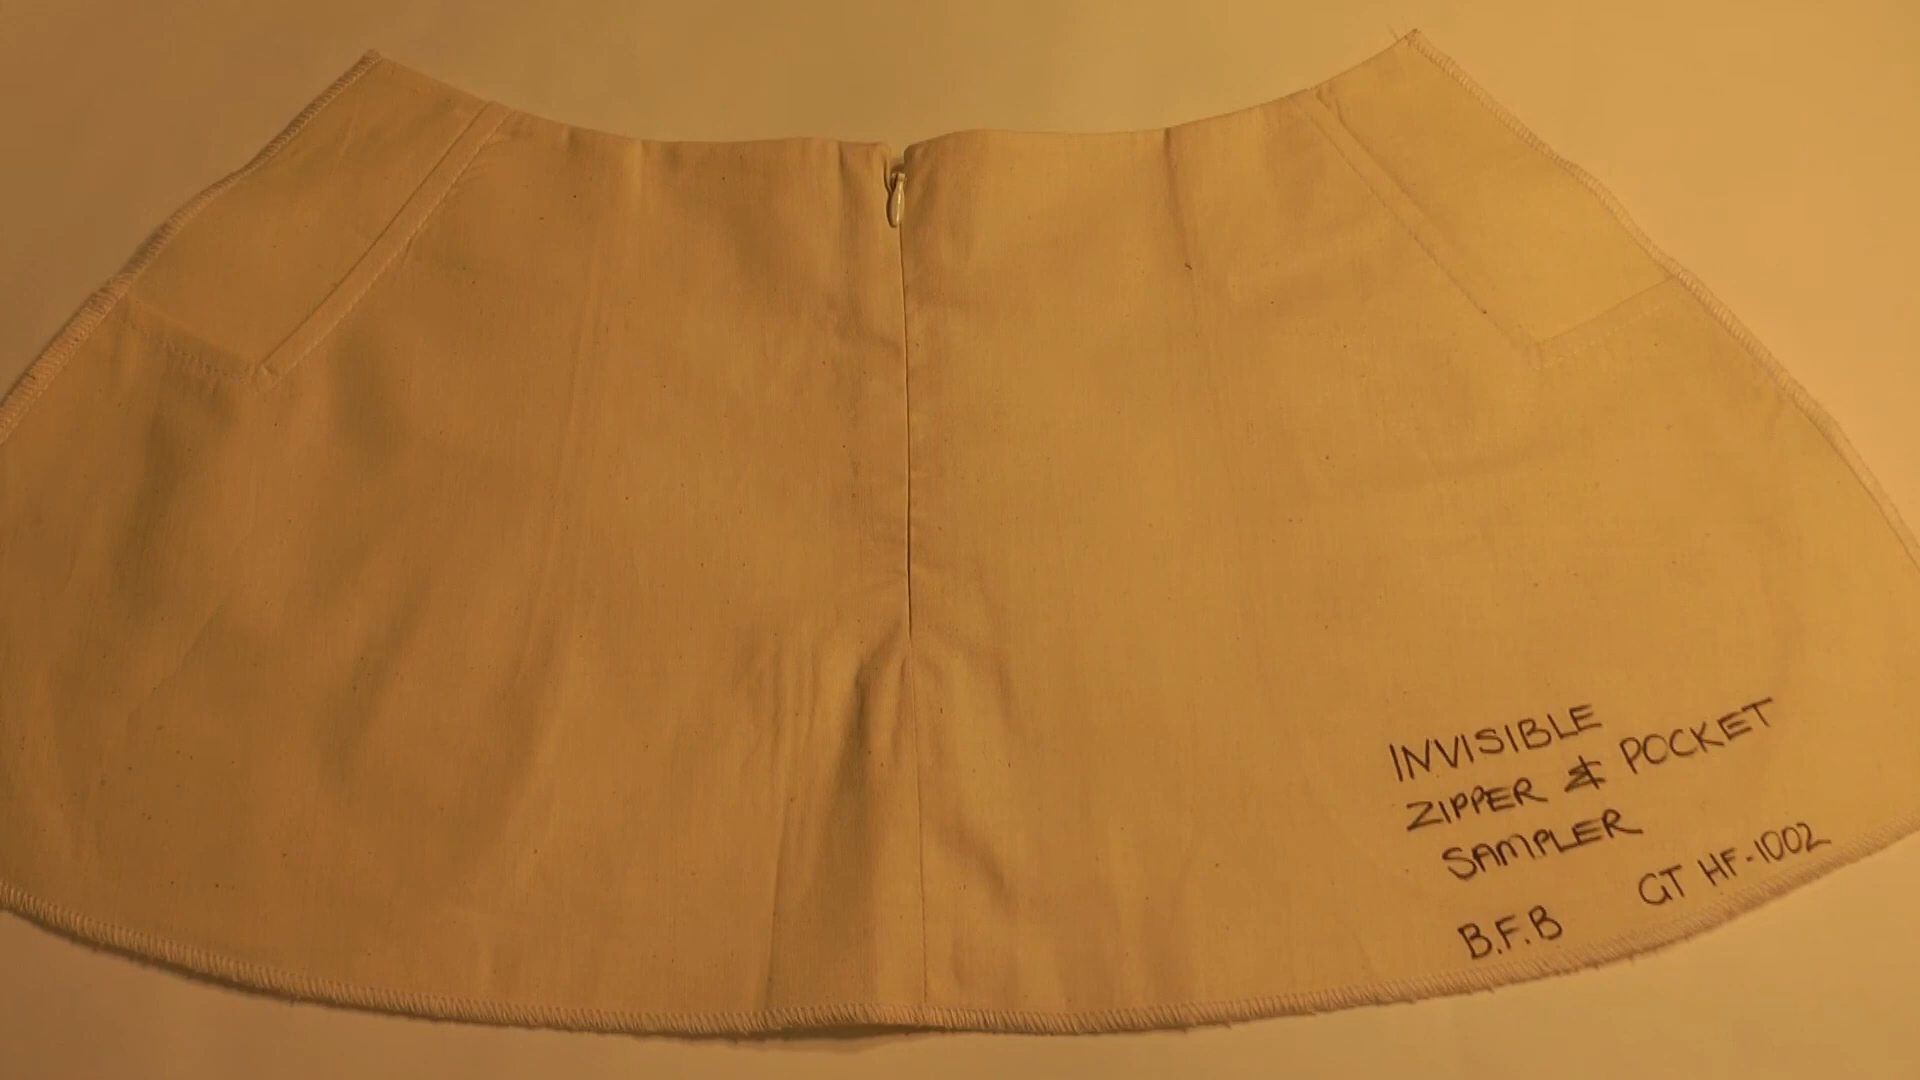 INVISIBLE
ZIPPER & POCKET
SAMPLER
GT HF-1002
B.F.B